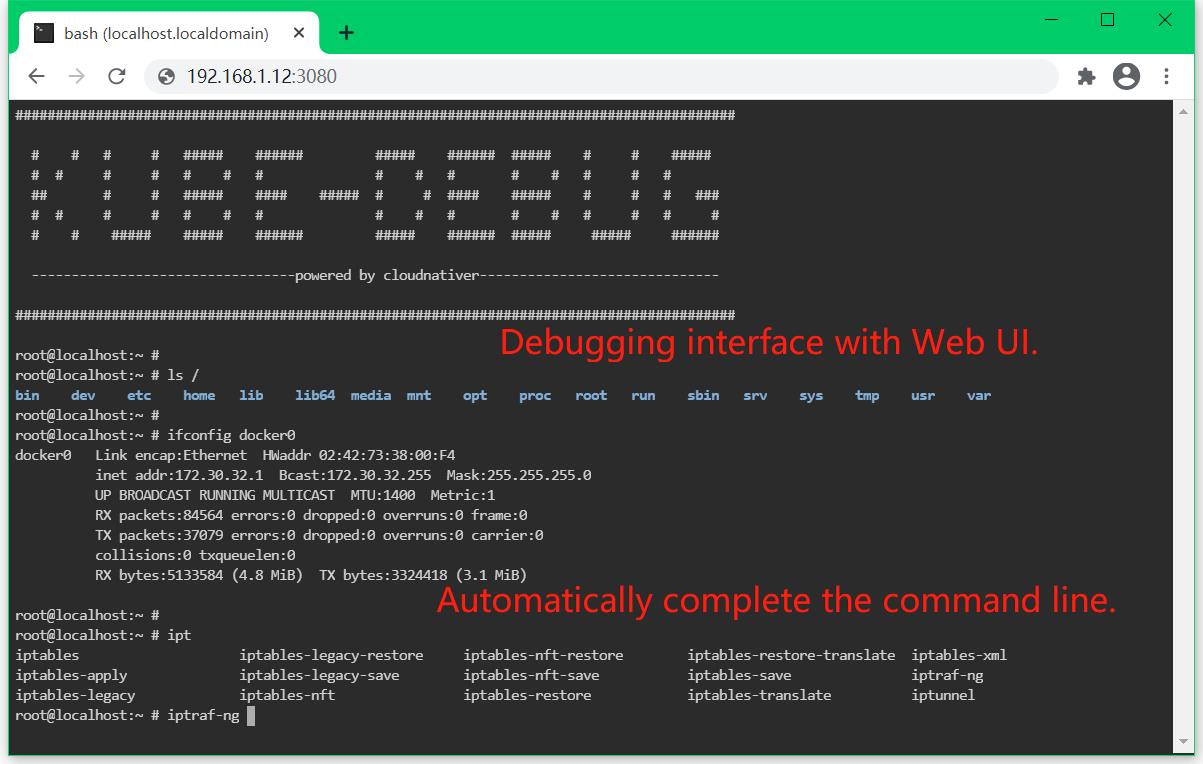 bash (localhost.localdomain)
192.168.1.12:3080
##########################################################################################
  #    #   #     #   #####    ######         #####    ######  #####    #     #    #####
  #  #     #     #   #    #   #              #    #   #       #    #   #     #   #
  ##       #     #   #####    ####    #####  #     #  ####    #####    #     #   #   ###
  #  #     #     #   #    #   #              #    #   #       #    #   #     #   #     #
  #    #    #####    #####    ######         #####    ######  #####     #####     ######
---------------------------------powered by cloudnativer------------------------------
##########################################################################################
Debugging interface with Web UI.
root@localhost:~ #
root@localhost:~ # ls /
bin dev etc home lib lib64 media mnt opt proc root run sbin srv sys tmp usr var
root@localhost:~ #
root@localhost:~ # ifconfig docker0
docker0 Link encap:Ethernet HWaddr 02:42:73:38:00:F4
inet addr:172.30.32.1 Bcast:172.30.32.255 Mask:255.255.255.0
UP BROADCAST RUNNING MULTICAST MTU:1400 Metric:1
RX packets:84564 errors:0 dropped:0 overruns:0 frame:0
TX packets:37079 errors:0 dropped:0 overruns:0 carrier:0
collisions:0 txqueuelen:0
RX bytes:5133584 (4.8 MiB) TX bytes:3324418 (3.1 MiB)
Automatically complete the command line.
root@localhost:~ #
root@localhost:~ # ipt
iptables iptables-legacy-restore iptables-nft-restore iptables-restore-translate iptables-xml
iptables-apply iptables-legacy-save iptables-nft-save iptables-save iptraf-ng
iptables-legacy iptables-nft iptables-restore iptables-translate iptunnel
root@localhost:~ # iptraf-ng